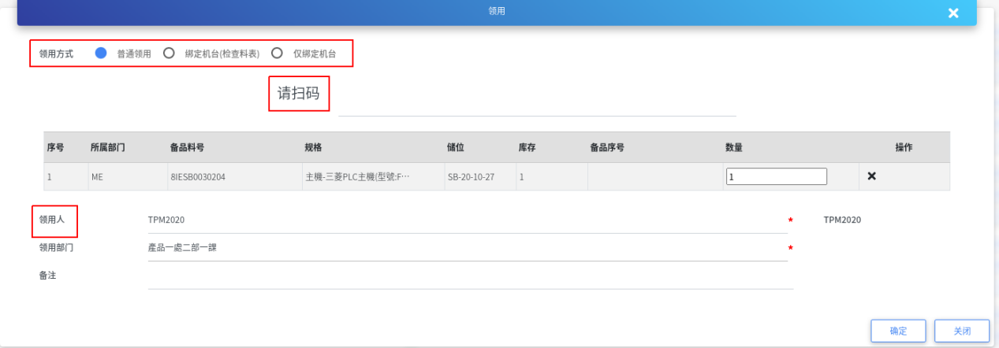 领用
领用方式 普通领用 绑定机台(检查料表) 仅绑定机台
请扫码
序号 所属部门 备品料号 规格 储位 库存 备品序号 数量 操作
1 ME 8IESB0030204 主機-三菱PLC主機(型號:F… SB-20-10-27 1 1
领用人 TPM2020 * TPM2020
领用部门 產品一處二部一課 *
备注
确定 关闭